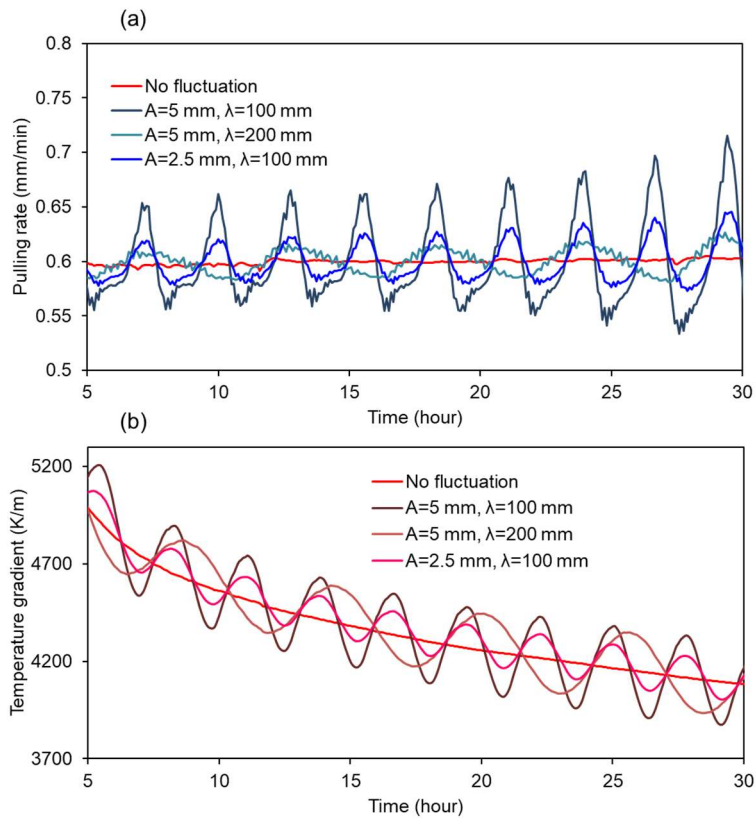 (a)
0.8
0.75
0.7
0.65
0.6
0.55
0.5
Pulling rate (mm/min)
No fluctuation
A=5 mm, λ=100 mm
A=5 mm, λ=200 mm
A=2.5 mm, λ=100 mm
5 10 15 20 25 30
Time (hour)
(b)
5200
4700
4200
3700
Temperature gradient (K/m)
No fluctuation
A=5 mm, λ=100 mm
A=5 mm, λ=200 mm
A=2.5 mm, λ=100 mm
5 10 15 20 25 30
Time (hour)